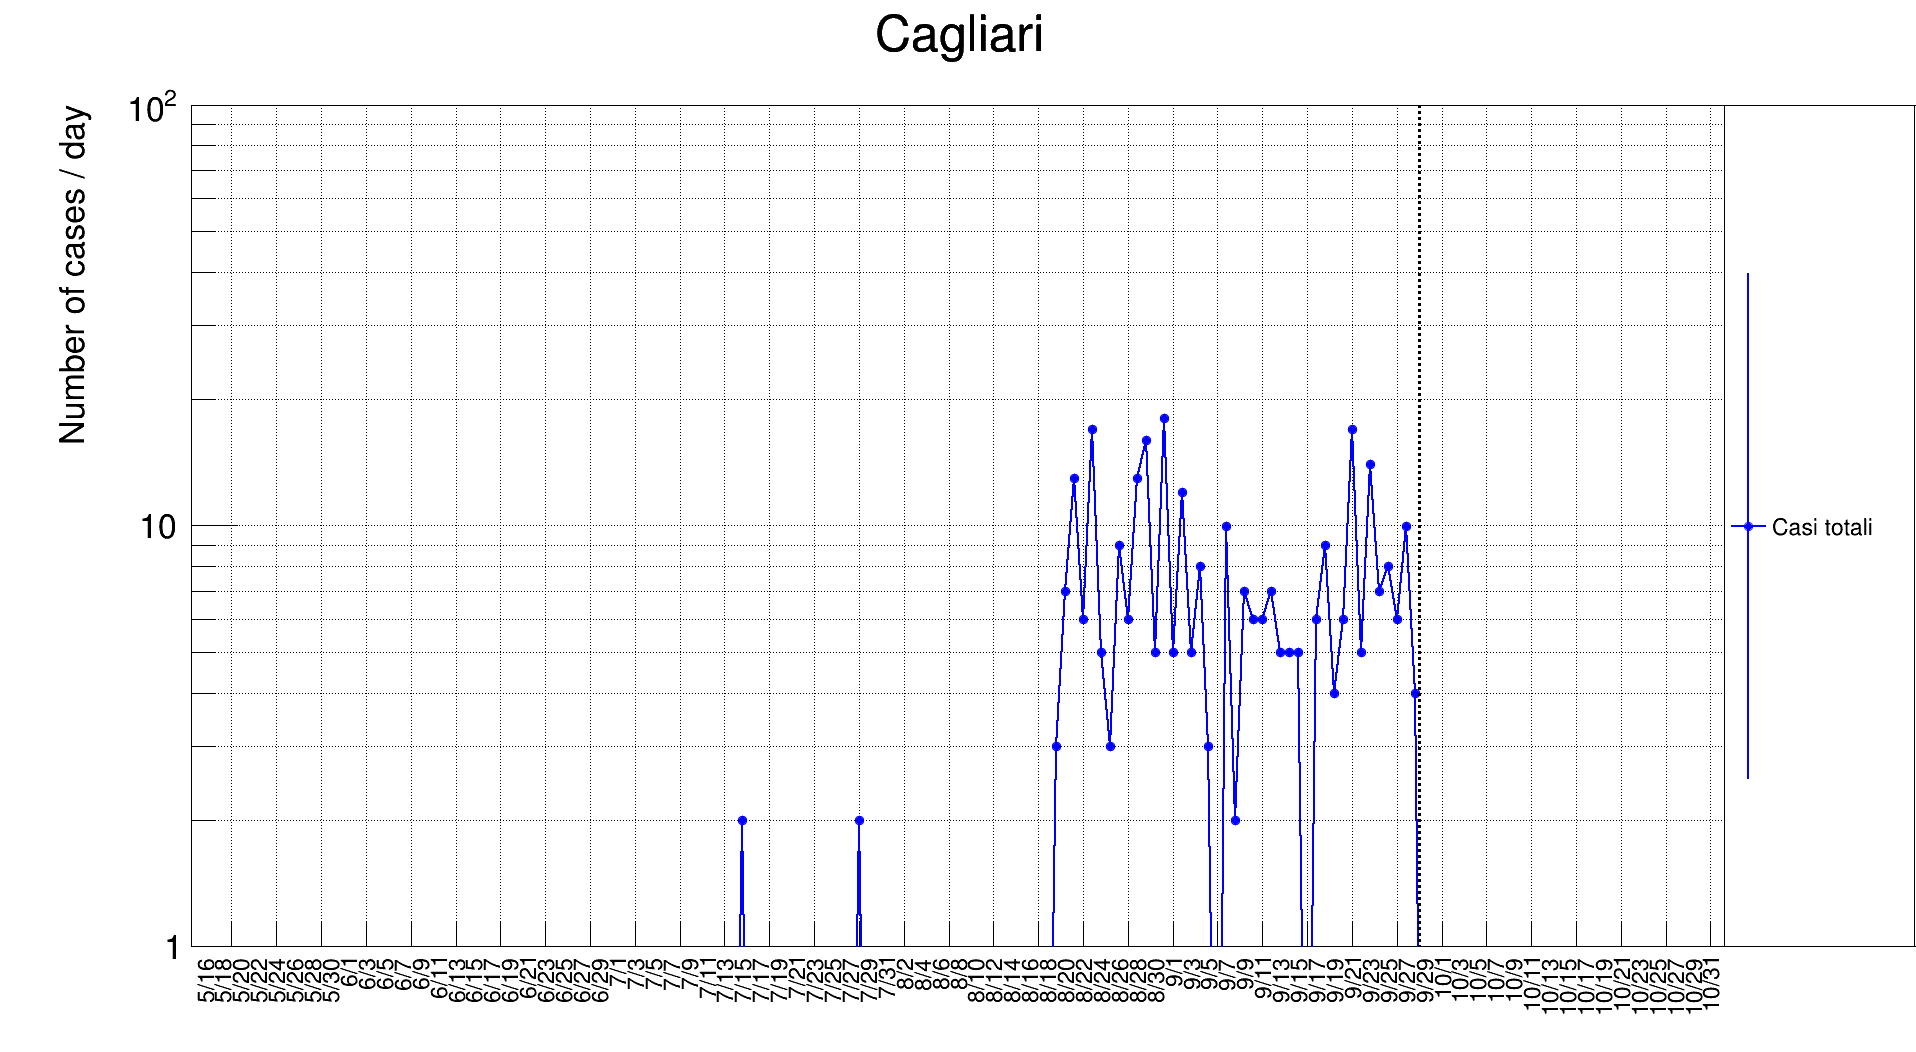 Cagliari
Number of cases / day
10²
10
1
5/16 5/18 5/20 5/22 5/24 5/26 5/28 5/30 6/1 6/3 6/5 6/7 6/9 6/11 6/13 6/15 6/17 6/19 6/21 6/23 6/25 6/27 6/29 7/1 7/3 7/5 7/7 7/9 7/11 7/13 7/15 7/17 7/19 7/21 7/23 7/25 7/27 7/29 7/31 8/2 8/4 8/6 8/8 8/10 8/12 8/14 8/16 8/18 8/20 8/22 8/24 8/26 8/28 8/30 9/1 9/3 9/5 9/7 9/9 9/11 9/13 9/15 9/17 9/19 9/21 9/23 9/25 9/27 9/29 10/1 10/3 10/5 10/7 10/9 10/11 10/13 10/15 10/17 10/19 10/21 10/23 10/25 10/27 10/29 10/31
Casi totali